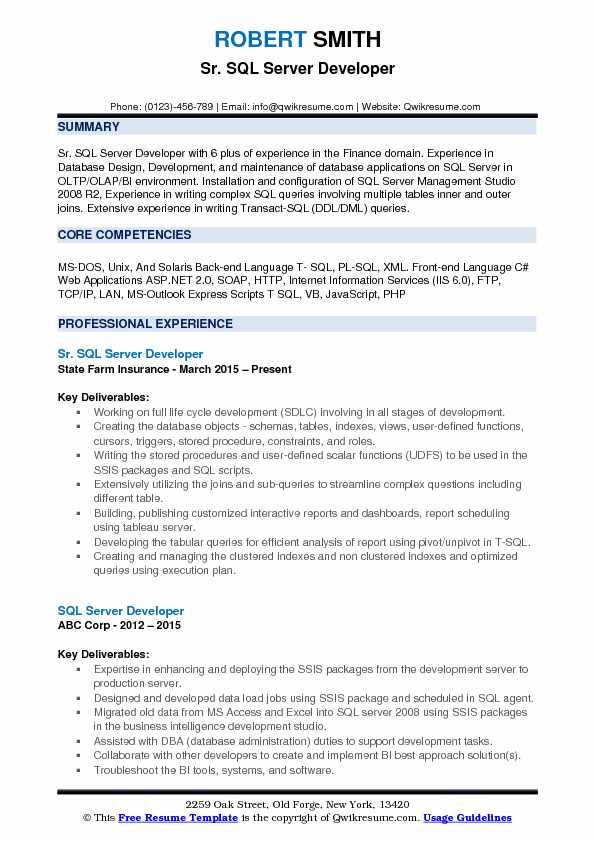 ROBERT SMITH
Sr. SQL Server Developer
Phone: (0123)-456-789 | Email: info@qwikresume.com | Website: Qwikresume.com
SUMMARY
Sr. SQL Server Developer with 6 plus of experience in the Finance domain. Experience in
Database Design, Development, and maintenance of database applications on SQL Server in
OLTP/OLAP/BI environment. Installation and configuration of SQL Server Management Studio
2008 R2, Experience in writing complex SQL queries involving multiple tables inner and outer
joins. Extensive experience in writing Transact-SQL (DDL/DML) queries.
CORE COMPETENCIES
MS-DOS, Unix, And Solaris Back-end Language T- SQL, PL-SQL, XML. Front-end Language C#
Web Applications ASP.NET 2.0, SOAP, HTTP, Internet Information Services (IIS 6.0), FTP,
TCP/IP, LAN, MS-Outlook Express Scripts T SQL, VB, JavaScript, PHP
PROFESSIONAL EXPERIENCE
Sr. SQL Server Developer
State Farm Insurance - March 2015 – Present
Key Deliverables:
▪ Working on full life cycle development (SDLC) involving in all stages of development.
▪ Creating the database objects - schemas, tables, indexes, views, user-defined functions,
cursors, triggers, stored procedure, constraints, and roles.
▪ Writing the stored procedures and user-defined scalar functions (UDFS) to be used in the
SSIS packages and SQL scripts.
▪ Extensively utilizing the joins and sub-queries to streamline complex questions including
different table.
▪ Building, publishing customized interactive reports and dashboards, report scheduling
using tableau server.
▪ Developing the tabular queries for efficient analysis of report using pivot/unpivot in T-SQL.
▪ Creating and managing the clustered indexes and non clustered indexes and optimized
queries using execution plan.
SQL Server Developer
ABC Corp - 2012 – 2015
Key Deliverables:
▪ Expertise in enhancing and deploying the SSIS packages from the development server to
production server.
▪ Designed and developed data load jobs using SSIS package and scheduled in SQL agent.
▪ Migrated old data from MS Access and Excel into SQL server 2008 using SSIS packages
in the business intelligence development studio.
▪ Assisted with DBA (database administration) duties to support development tasks.
▪ Collaborate with other developers to create and implement BI best approach solution(s).
▪ Troubleshoot the BI tools, systems, and software.
2259 Oak Street, Old Forge, New York, 13420
© This Free Resume Template is the copyright of Qwikresume.com. Usage Guidelines